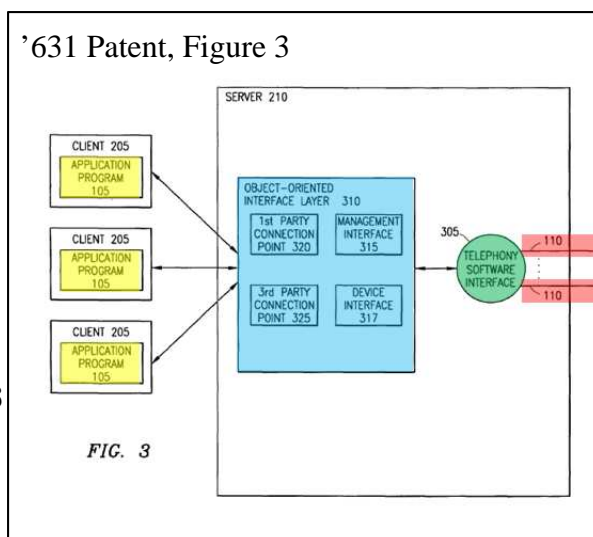 ’631 Patent, Figure 3
SERVER 210
CLIENT 205
APPLICATION
PROGRAM
105
CLIENT 205
APPLICATION
PROGRAM
105
CLIENT 205
APPLICATION
PROGRAM
105
OBJECT-ORIENTED
INTERFACE LAYER 310
1st PARTY
CONNECTION
POINT 320
MANAGEMENT
INTERFACE
315
3rd PARTY
CONNECTION
POINT 325
DEVICE
INTERFACE
317
305
TELEPHONY
SOFTWARE
INTERFACE
110
110
FIG. 3